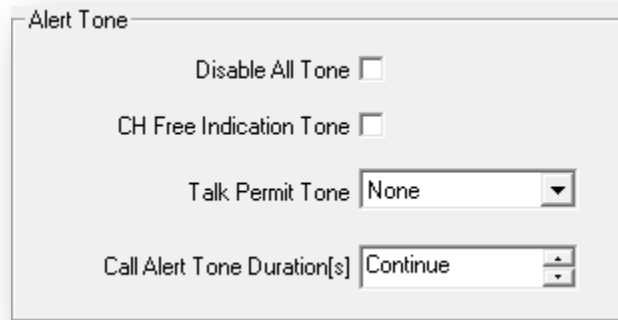 Alert Tone
Disable All Tone
CH Free Indication Tone
Talk Permit Tone None
Call Alert Tone Duration[s] Continue